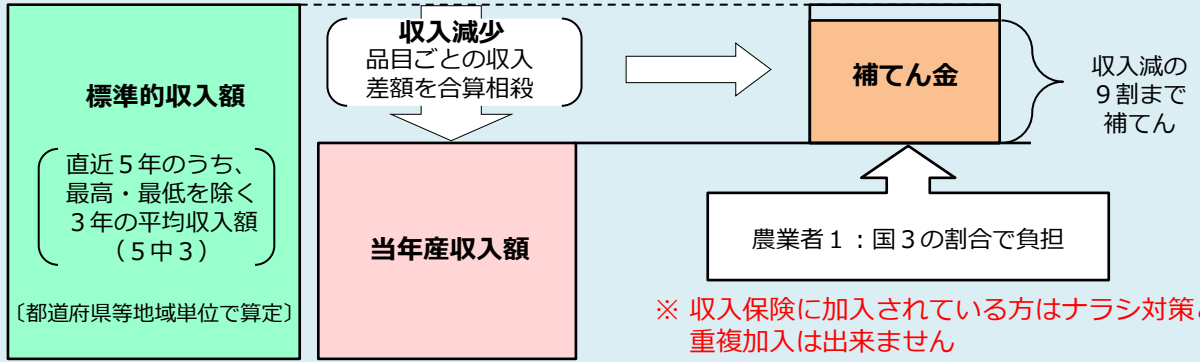 標準的収入額
直近５年のうち、
最高・最低を除く
３年の平均収入額
（５中３）
〔都道府県等地域単位で算定〕
収入減少
品目ごとの収入
差額を合算相殺
当年産収入額
補てん金
収入減の
９割まで
補てん
農業者１：国３の割合で負担
※ 収入保険に加入されている方はナラシ対策
重複加入は出来ません